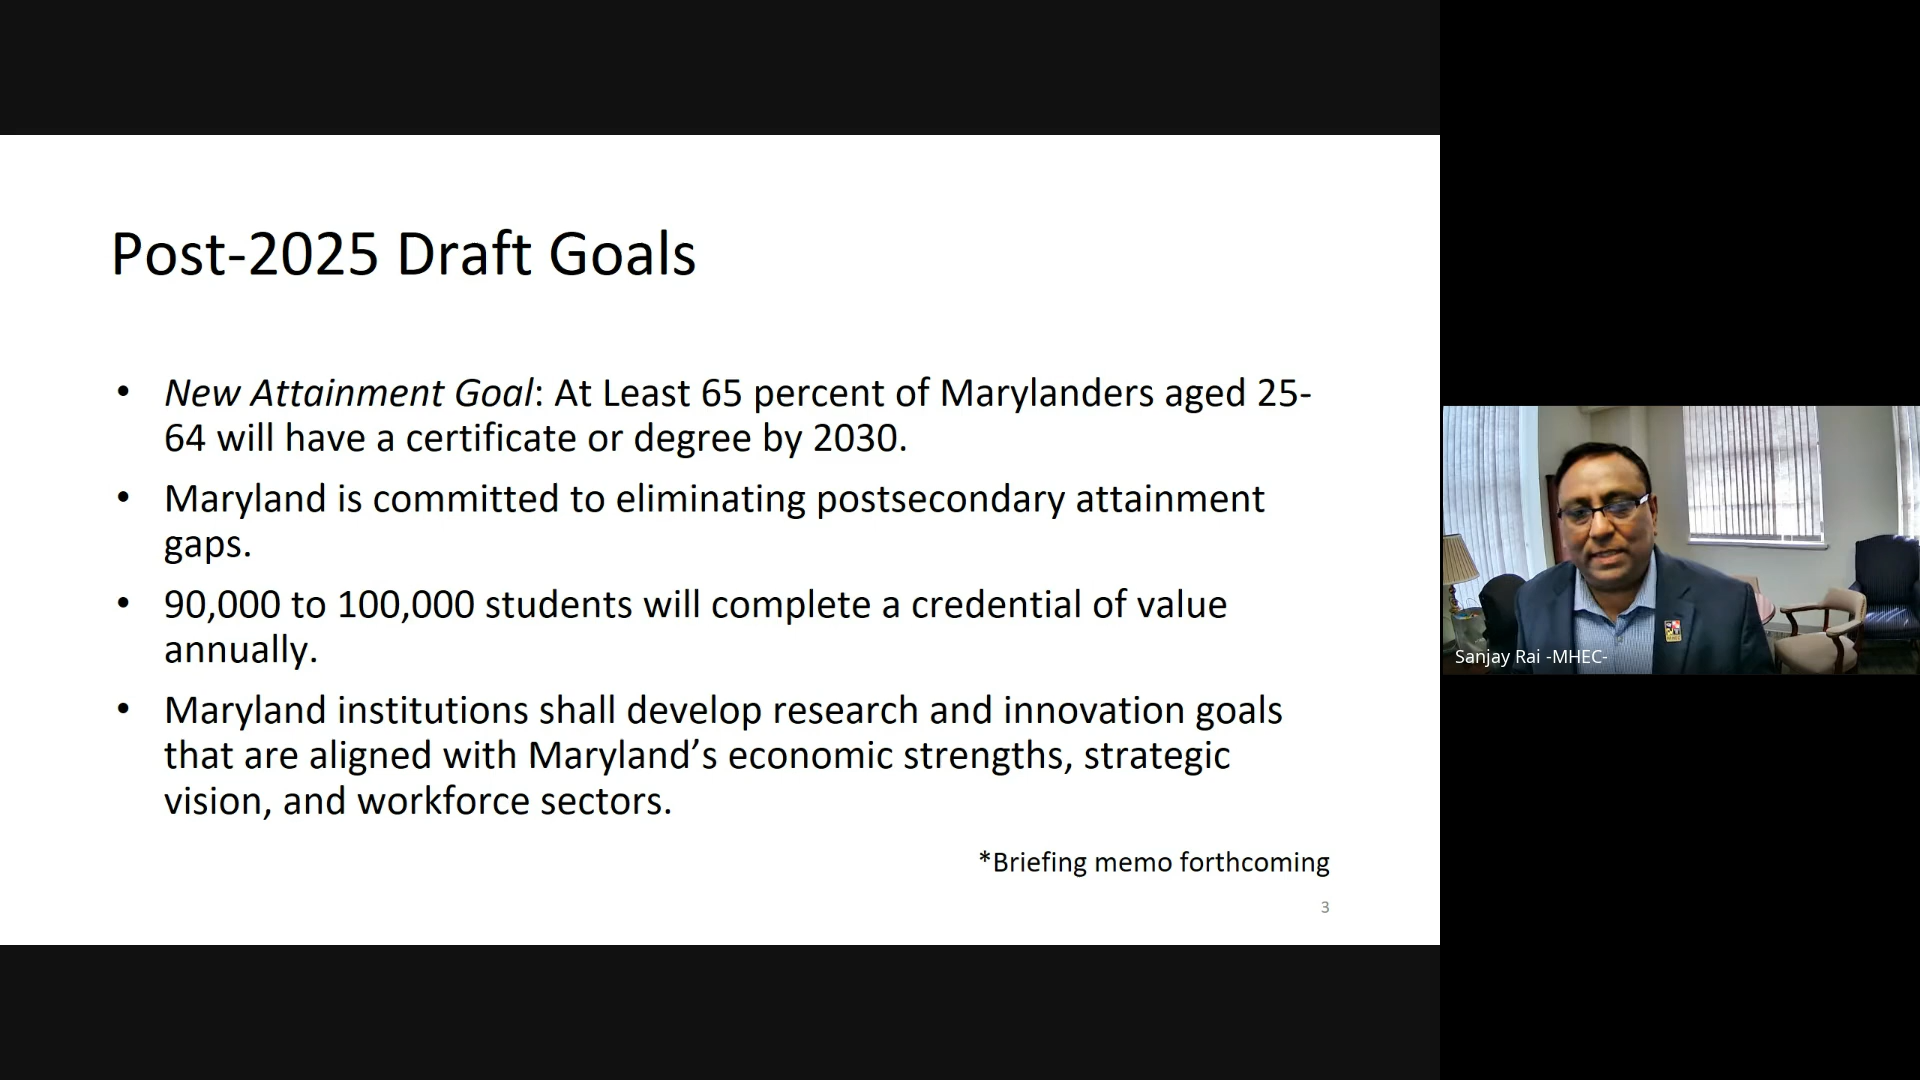 Post-2025 Draft Goals
• New Attainment Goal: At Least 65 percent of Marylanders aged 25-
64 will have a certificate or degree by 2030.
• Maryland is committed to eliminating postsecondary attainment
gaps.
• 90,000 to 100,000 students will complete a credential of value
annually.
• Maryland institutions shall develop research and innovation goals
that are aligned with Maryland’s economic strengths, strategic
vision, and workforce sectors.
*Briefing memo forthcoming
3
Sanjay Rai -MHEC-